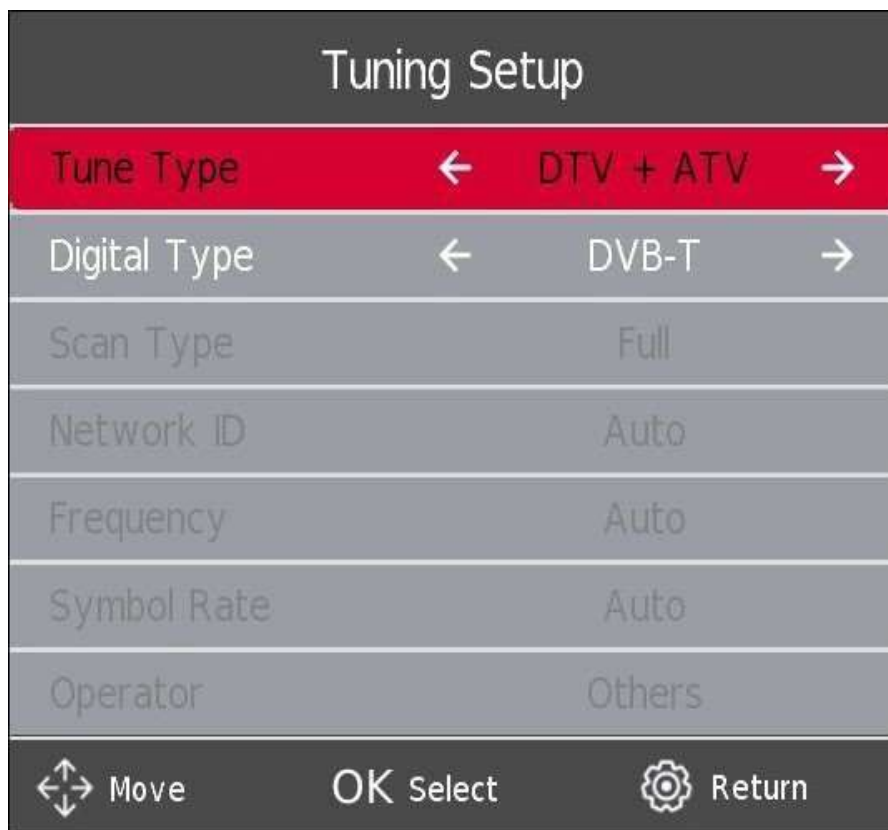 Tuning Setup
Tune Type DTV + ATV
Digital Type DVB-T
Scan Type Full
Network ID Auto
Frequency Auto
Symbol Rate Auto
Operator Others
Move OK Select Return